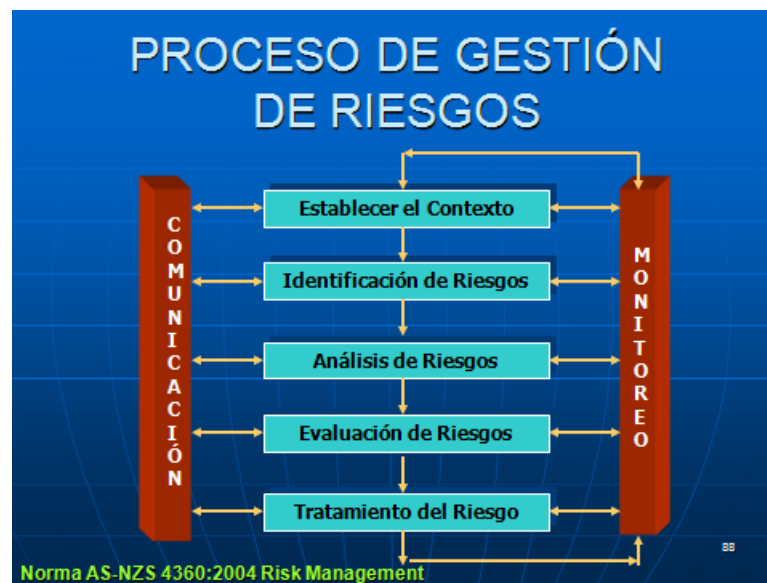 PROCESO DE GESTIÓN
DE RIESGOS
COMUNICACIÓN
Establecer el Contexto
Identificación de Riesgos
Análisis de Riesgos
Evaluación de Riesgos
Tratamiento del Riesgo
MONITOREO
88
Norma AS-NZS 4360:2004 Risk Management